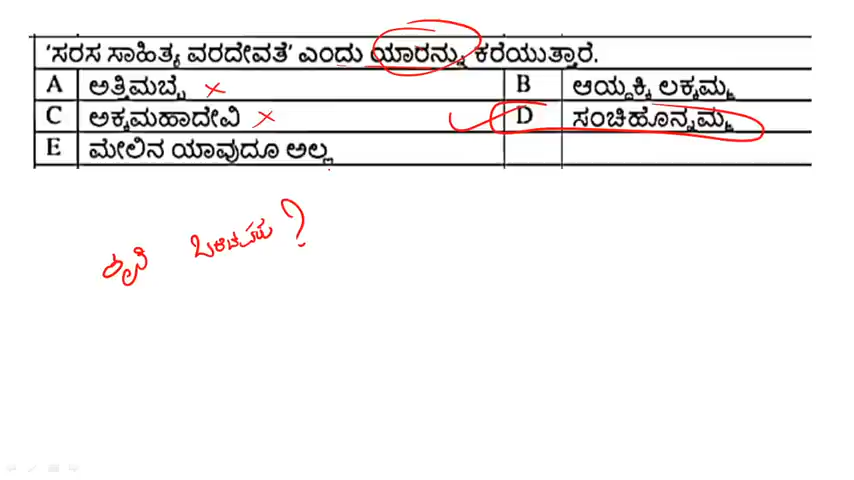 'ಸರಸ ಸಾಹಿತ್ಯ ವರದೇವತೆ' ಎಂದು ಯಾರನ್ನು ಕರೆಯುತ್ತಾರೆ.
A ಅತ್ತಿಮಬ್ಬೆ B ಆಯ್ದಕ್ಕಿ ಲಕ್ಕಮ್ಮ
C ಅಕ್ಕಮಹಾದೇವಿ D ಸಂಚಿಹೊನ್ನಮ್ಮ
E ಮೇಲಿನ ಯಾವುದೂ ಅಲ್ಲ
ಕೃತಿ ?